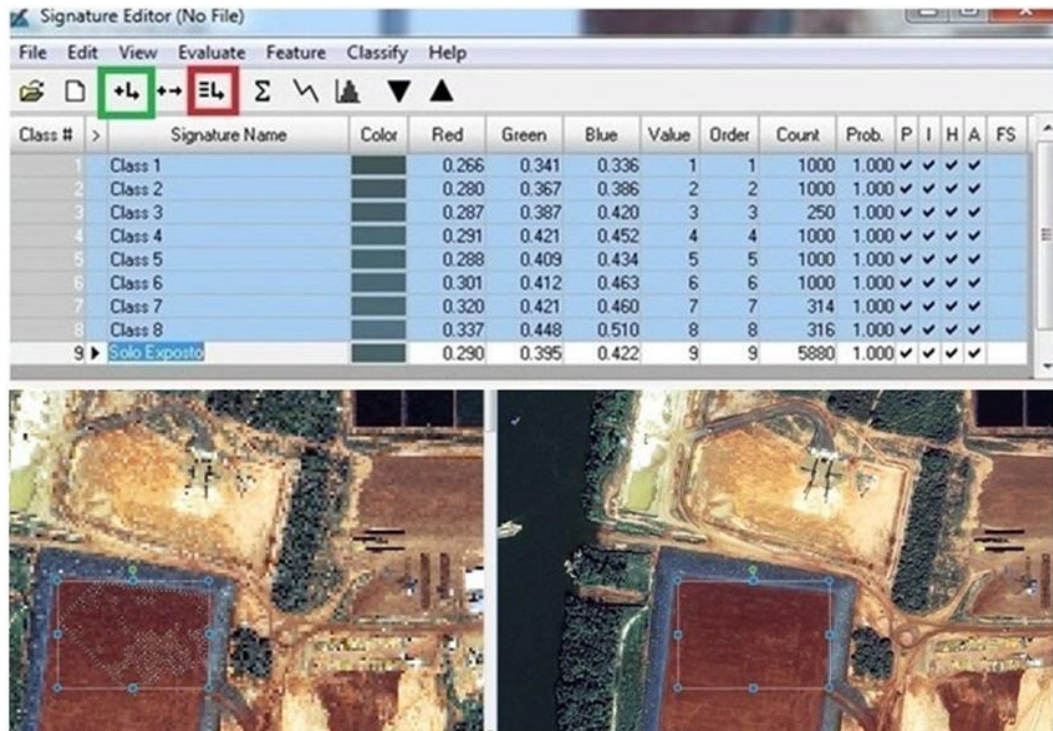 Signature Editor (No File)
File Edit View Evaluate Feature Classify Help
Class # > Signature Name Color Red Green Blue Value Order Count Prob. P I H A FS
1 Class 1 0.266 0.341 0.336 1 1 1000 1.000
2 Class 2 0.280 0.367 0.386 2 2 1000 1.000
3 Class 3 0.287 0.387 0.420 3 3 250 1.000
4 Class 4 0.291 0.421 0.452 4 4 1000 1.000
5 Class 5 0.288 0.409 0.434 5 5 1000 1.000
6 Class 6 0.301 0.412 0.463 6 6 1000 1.000
7 Class 7 0.320 0.421 0.460 7 7 314 1.000
8 Class 8 0.337 0.448 0.510 8 8 316 1.000
9 Solo Exposto 0.290 0.395 0.422 9 9 5880 1.000